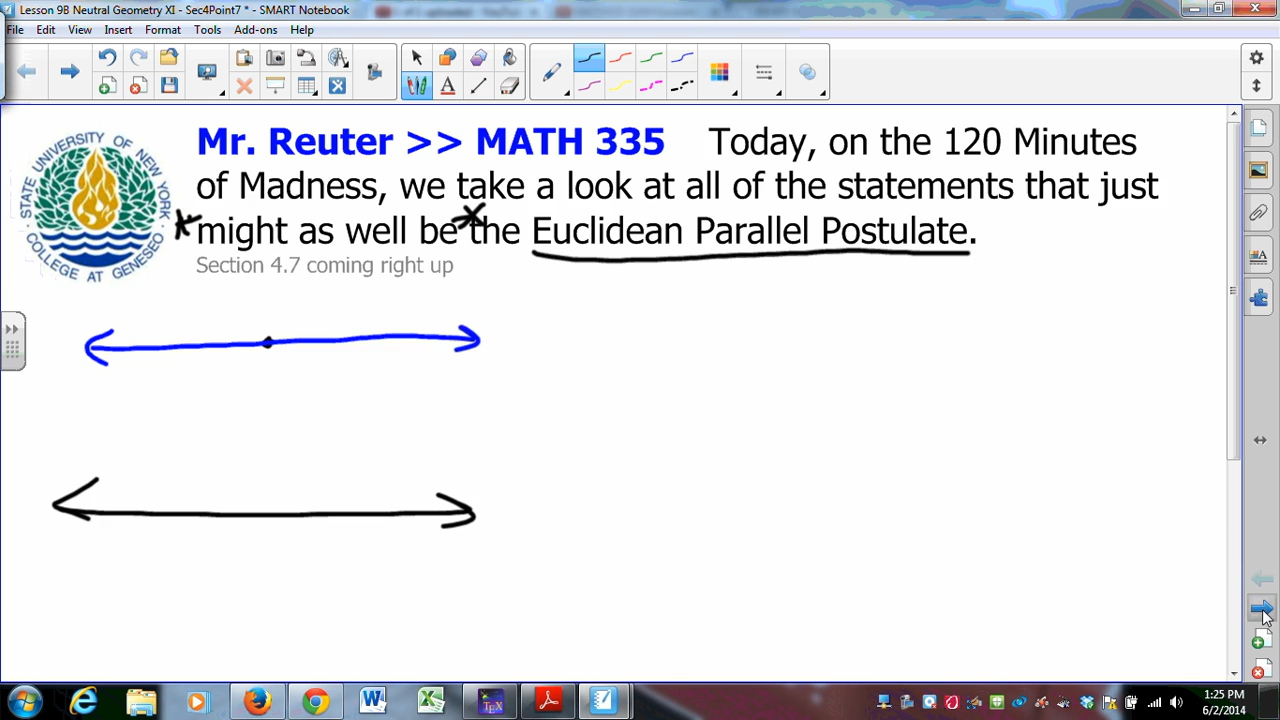 Lesson 9B Neutral Geometry XI - Sec4Point7 * - SMART Notebook
File Edit View Insert Format Tools Add-ons Help
STATE UNIVERSITY OF NEW YORK
COLLEGE AT GENESEO
Mr. Reuter >> MATH 335 Today, on the 120 Minutes
of Madness, we take a look at all of the statements that just
might as well be the Euclidean Parallel Postulate.
Section 4.7 coming right up
1:25 PM
6/2/2014